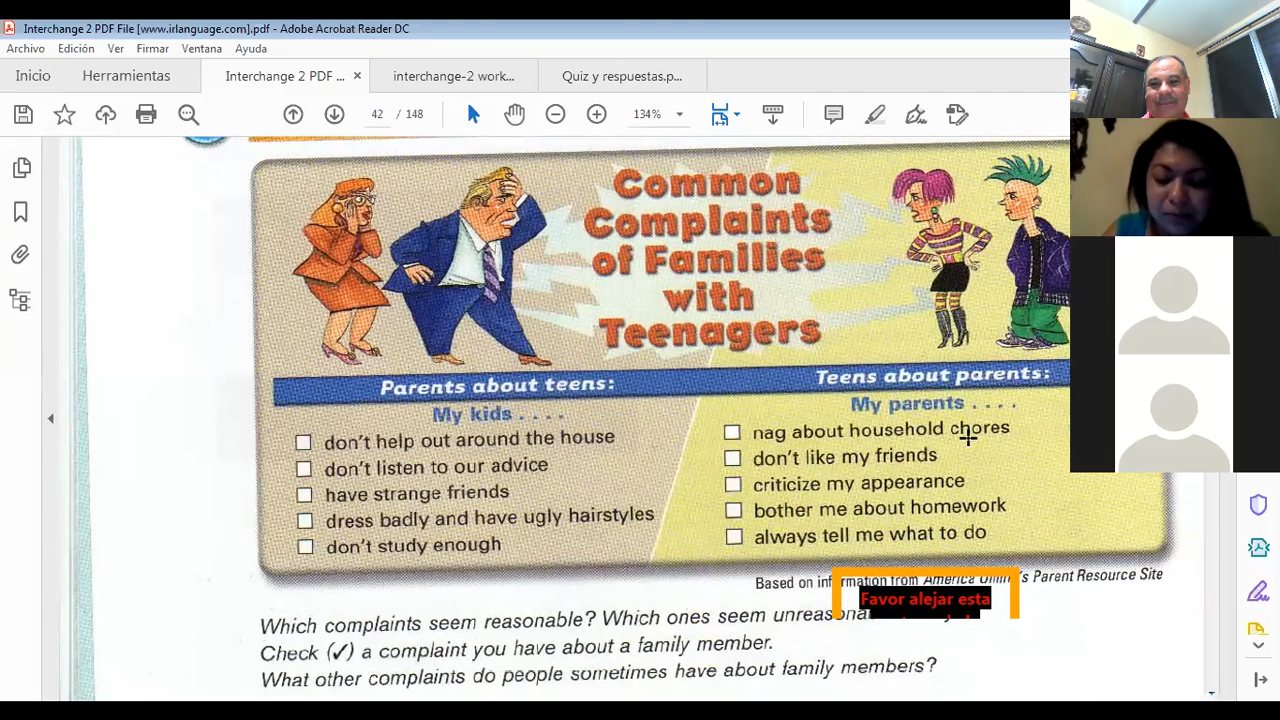 Interchange 2 PDF File [www.irlanguage.com].pdf - Adobe Acrobat Reader DC
Archivo Edición Ver Firmar Ventana Ayuda
Inicio Herramientas Interchange 2 PDF ... × interchange-2 work... Quiz y respuestas.p...
42 / 148 134%
Common
Complaints
of Families
with
Teenagers
Parents about teens:
My kids . . . .
don't help out around the house
don't listen to our advice
have strange friends
dress badly and have ugly hairstyles
don't study enough
Teens about parents:
My parents . . . .
nag about household chores
don't like my friends
criticize my appearance
bother me about homework
always tell me what to do
Based on information from America 's Parent Resource Site
Favor alejar esta
Which complaints seem reasonable? Which ones seem
Check (✓) a complaint you have about a family member.
What other complaints do people sometimes have about family members?